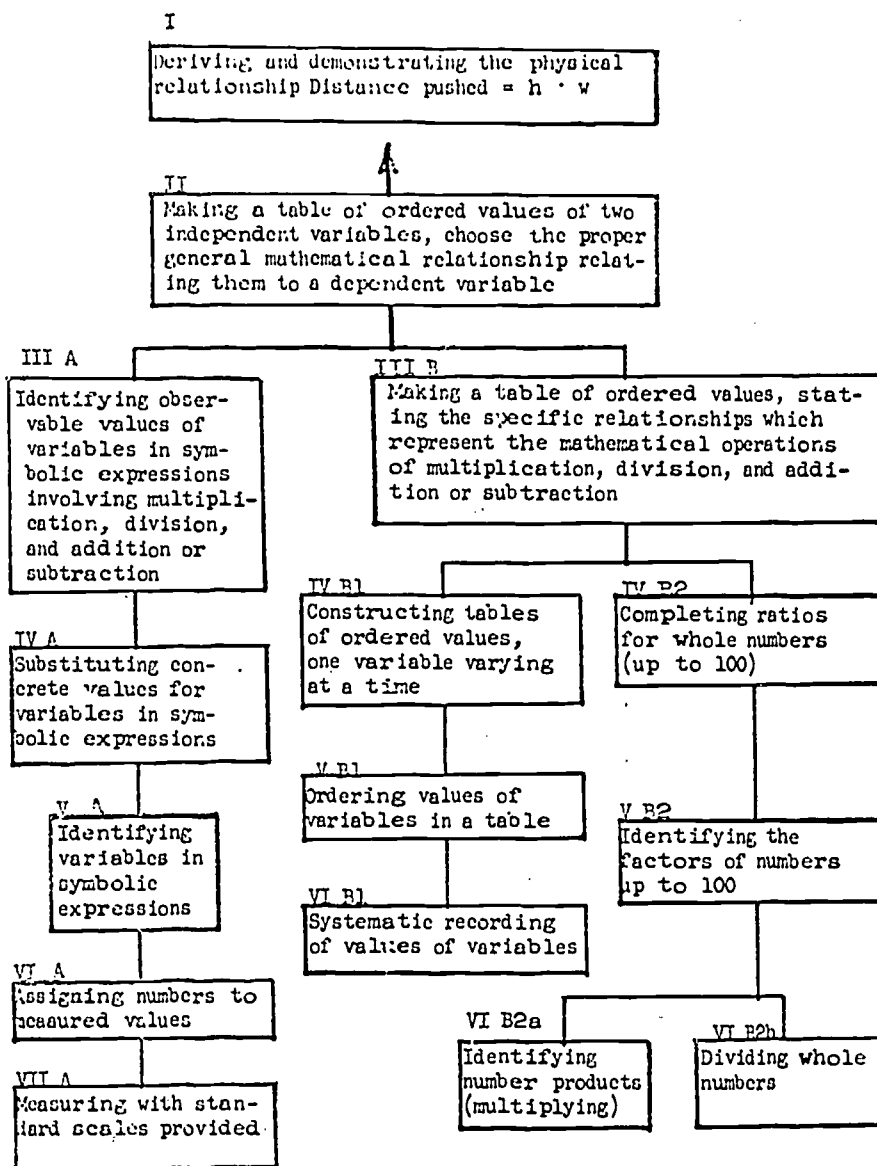 I
Deriving and demonstrating the physical
relationship Distance pushed = h · w
II
Making a table of ordered values of two
independent variables, choose the proper
general mathematical relationship relat-
ing them to a dependent variable
III A
Identifying obser-
vable values of
variables in sym-
bolic expressions
involving multipli-
cation, division,
and addition or
subtraction
III B
Making a table of ordered values, stat-
ing the specific relationships which
represent the mathematical operations
of multiplication, division, and addi-
tion or subtraction
IV A
Substituting con-
crete values for
variables in sym-
bolic expressions
IV B1
Constructing tables
of ordered values,
one variable varying
at a time
IV B2
Completing ratios
for whole numbers
(up to 100)
V A
Identifying
variables in
symbolic
expressions
V B1
Ordering values of
variables in a table
V B2
Identifying the
factors of numbers
up to 100
VI A
Assigning numbers to
measured values
VI B1
Systematic recording
of values of variables
VI B2a
Identifying
number products
(multiplying)
VI B2b
Dividing whole
numbers
VII A
Measuring with stan-
dard scales provided